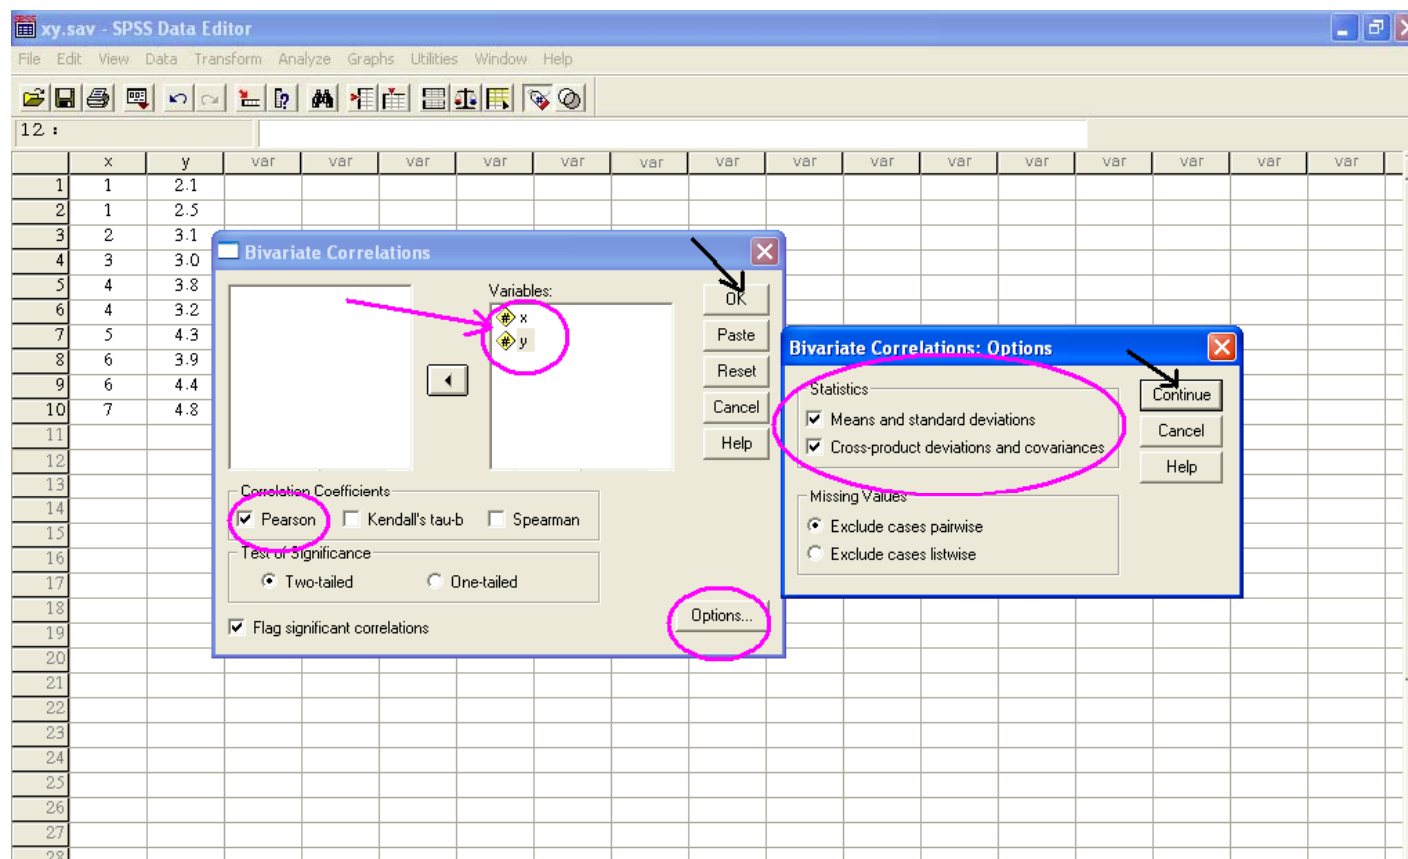 xy.sav - SPSS Data Editor
File Edit View Data Transform Analyze Graphs Utilities Window Help
12 :
x y var var var var var var var var var var var var var var var
1 1 2.1
2 1 2.5
3 2 3.1
4 3 3.0
5 4 3.8
6 4 3.2
7 5 4.3
8 6 3.9
9 6 4.4
10 7 4.8
11
12
13
14
15
16
17
18
19
20
21
22
23
24
25
26
27
28
Bivariate Correlations
Variables:
x
y
OK
Paste
Reset
Cancel
Help
Correlation Coefficients
Pearson Kendall's tau-b Spearman
Test of Significance
Two-tailed One-tailed
Flag significant correlations
Options...
Bivariate Correlations: Options
Statistics
Means and standard deviations
Cross-product deviations and covariances
Missing Values
Exclude cases pairwise
Exclude cases listwise
Continue
Cancel
Help